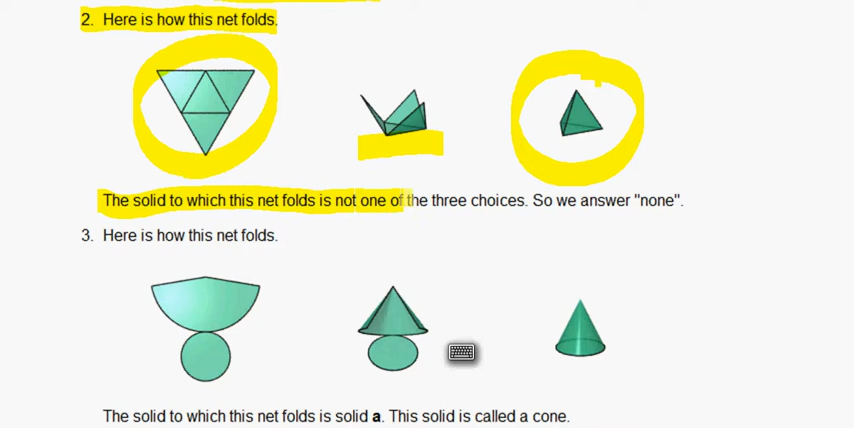 2. Here is how this net folds.
The solid to which this net folds is not one of the three choices. So we answer "none".
3. Here is how this net folds.
The solid to which this net folds is solid a. This solid is called a cone.